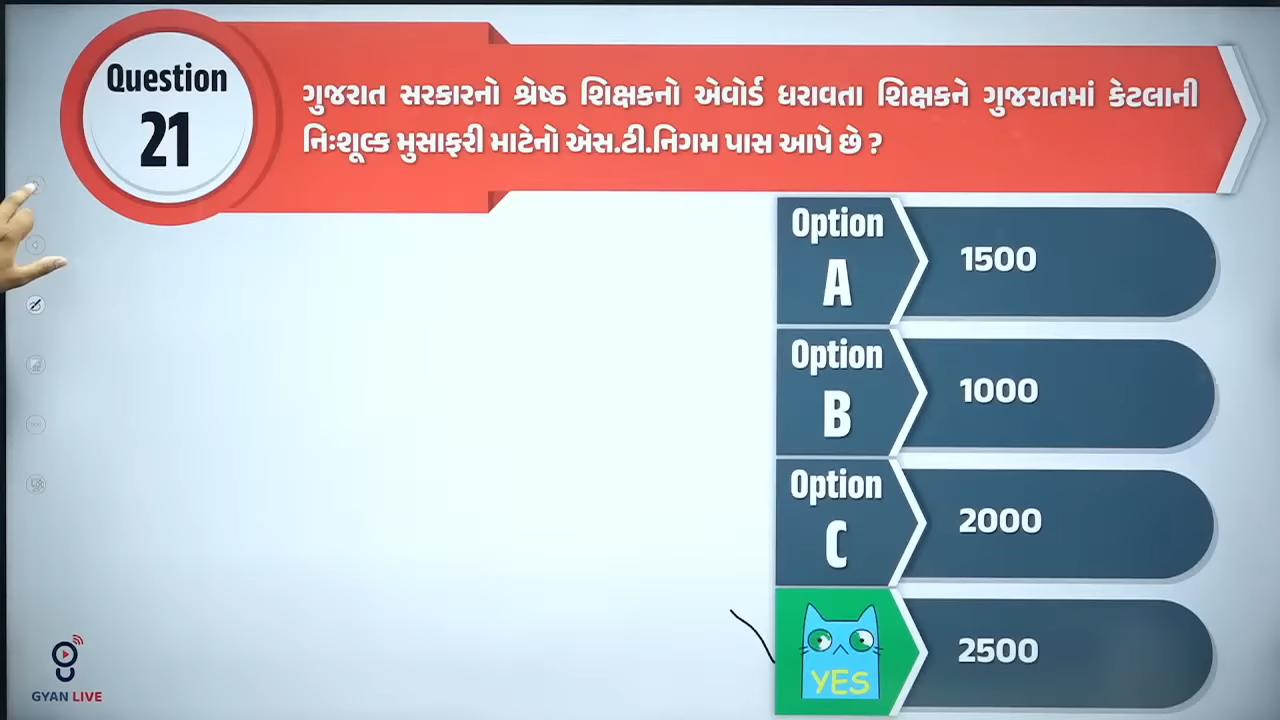 Question
21
ગુજરાત સરકારનો શ્રેષ્ઠ શિક્ષકનો એવોર્ડ ધરાવતા શિક્ષકને ગુજરાતમાં કેટલાની
નિઃશૂલ્ક મુસાફરી માટેનો એસ.ટી.નિગમ પાસ આપે છે ?
Option
A
1500
Option
B
1000
Option
C
2000
YES
2500
GYAN LIVE